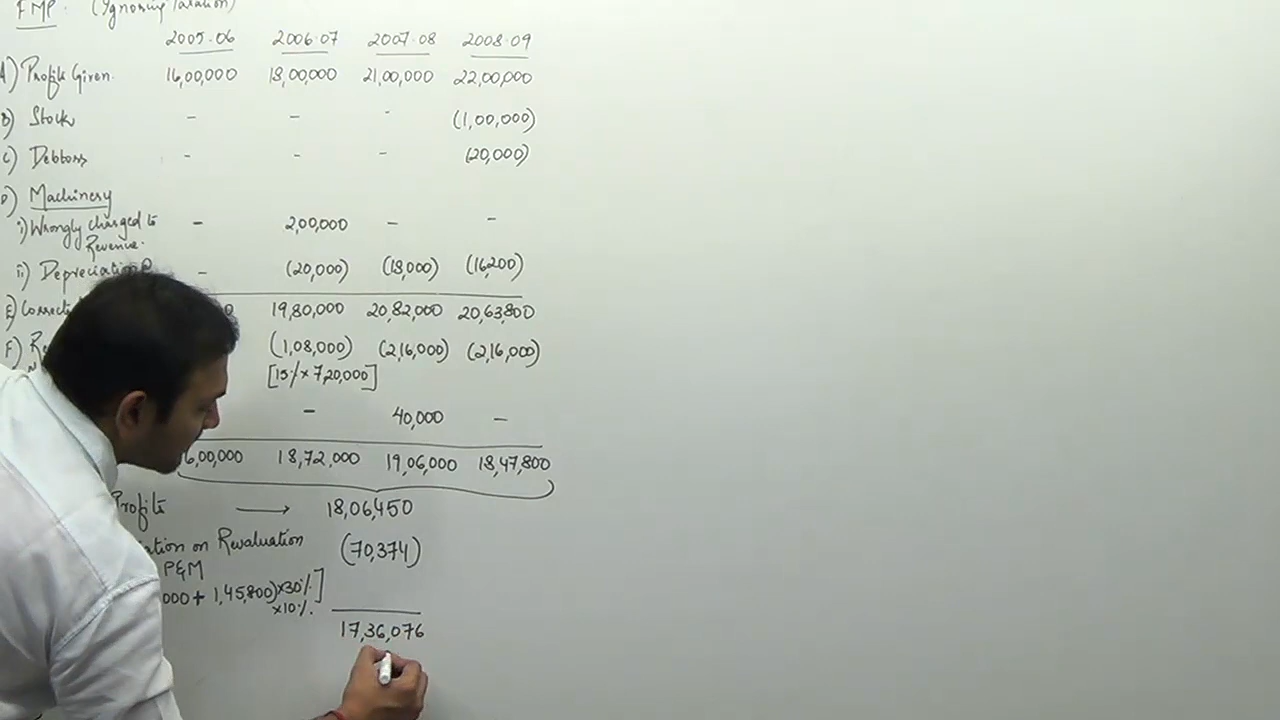 FMP. (Ignoring Taxation)
2005-06 2006-07 2007-08 2008-09
A) Profit Given. 16,00,000 18,00,000 21,00,000 22,00,000
B) Stock - - - (1,00,000)
C) Debtors - - - (20,000)
D) Machinery
i) Wrongly charged to - 2,00,000 - -
Revenue.
ii) Depreciation @ - (20,000) (18,000) (16,200)
E) Correct 19,80,000 20,82,000 20,63,800
F) (1,08,000) (2,16,000) (2,16,000)
[15% × 7,20,000]
- 40,000 -
6,00,000 18,72,000 19,06,000 18,47,800
Profits → 18,06,450
iation on Revaluation (70,374)
P&M
000 + 1,45,800) × 30%]
× 10%.
17,36,076